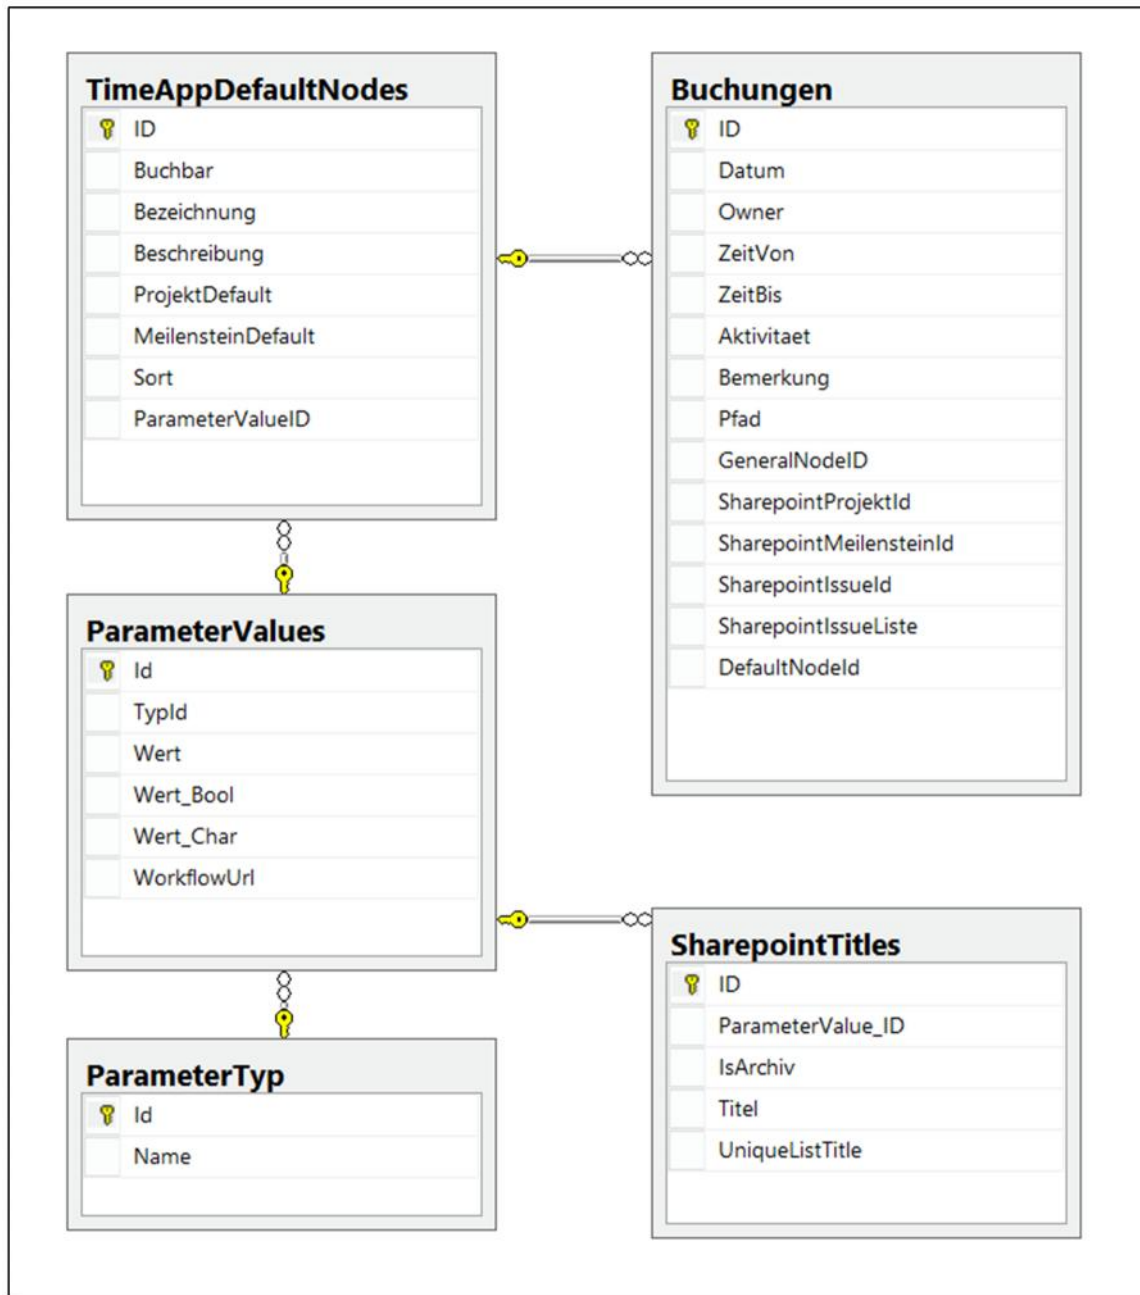 TimeAppDefaultNodes
ID
Buchbar
Bezeichnung
Beschreibung
ProjektDefault
MeilensteinDefault
Sort
ParameterValueID
Buchungen
ID
Datum
Owner
ZeitVon
ZeitBis
Aktivitaet
Bemerkung
Pfad
GeneralNodeID
SharepointProjektId
SharepointMeilensteinId
SharepointIssueId
SharepointIssueListe
DefaultNodeId
ParameterValues
Id
TypId
Wert
Wert_Bool
Wert_Char
WorkflowUrl
SharepointTitles
ID
ParameterValue_ID
IsArchiv
Titel
UniqueListTitle
ParameterTyp
Id
Name